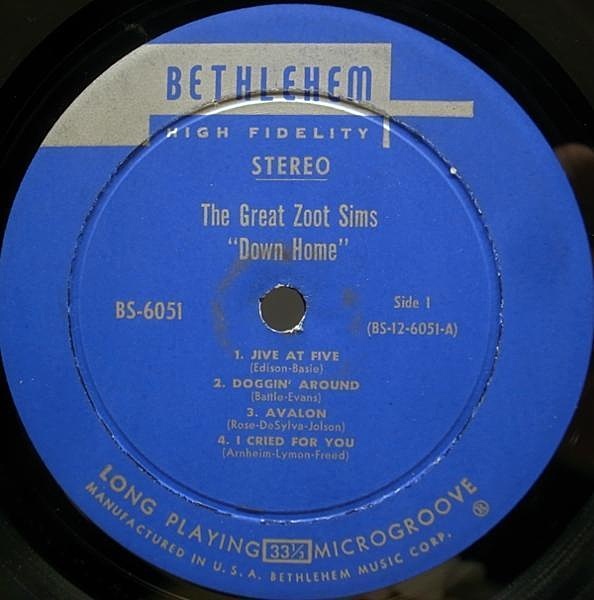 BETHLEHEM
HIGH FIDELITY
STEREO
The Great Zoot Sims
"Down Home"
BS-6051
Side 1
(BS-12-6051-A)
1. JIVE AT FIVE
(Edison-Basie)
2. DOGGIN' AROUND
(Battle-Evans)
3. AVALON
(Rose-DeSylva-Jolson)
4. I CRIED FOR YOU
(Arnheim-Lymon-Freed)
LONG PLAYING 33⅓ MICROGROOVE ®
MANUFACTURED IN U.S.A. BETHLEHEM MUSIC CORP.